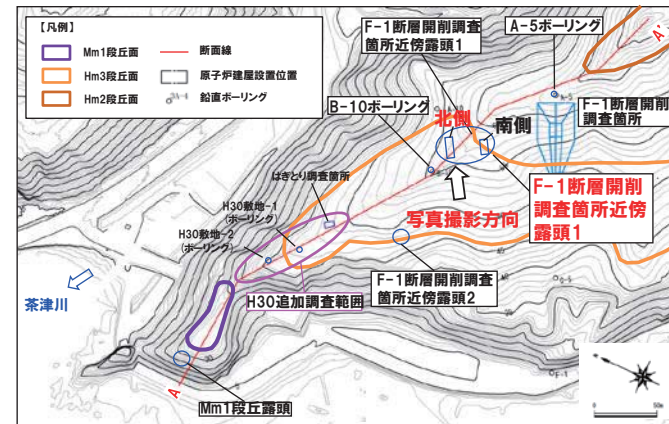 【凡例】
Mm1段丘面
Hm3段丘面
Hm2段丘面
断面線
原子炉建屋設置位置
3A-4
鉛直ボーリング
F-1断層開削調査
箇所近傍露頭1
A-5ボーリング
A'
A-5
B-10ボーリング
北側
南側
F-1断層開削
調査箇所
はぎとり調査箇所
H30敷地-1
(ボーリング)
H30敷地-2
(ボーリング)
写真撮影方向
F-1断層開削
調査箇所近傍
露頭1
茶津川
H30追加調査範囲
F-1断層開削調査
箇所近傍露頭2
A
Mm1段丘露頭
F-1
0
50m